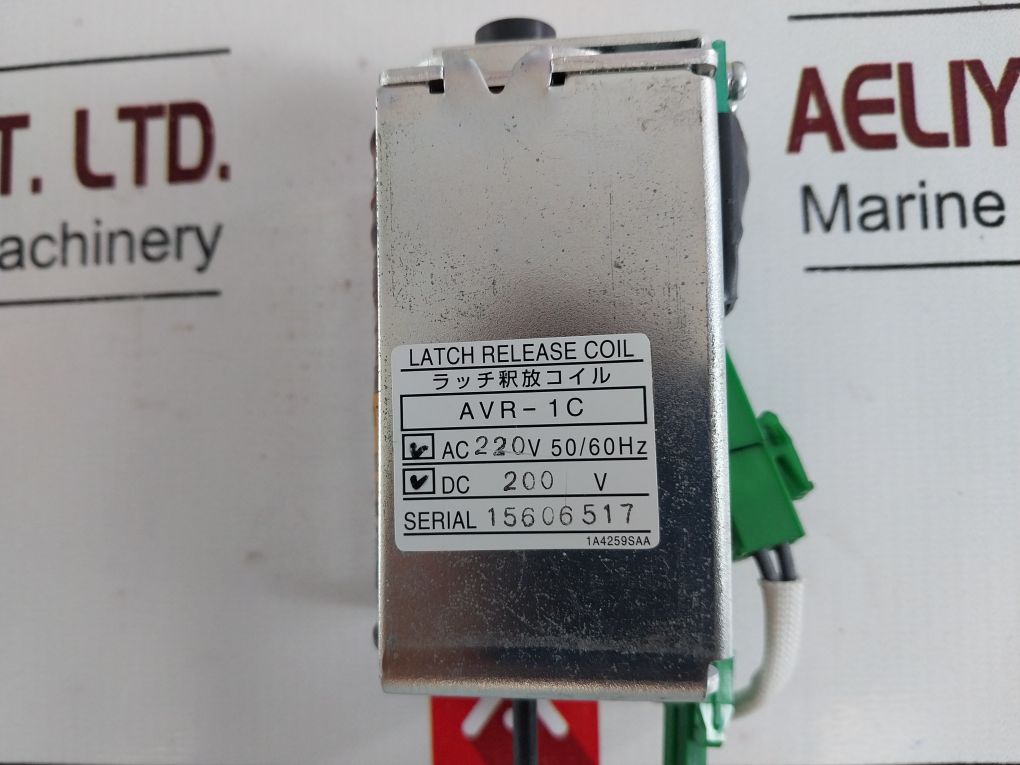 T. LTD.
achinery
AELIY
Marine
LATCH RELEASE COIL
ラッチ釈放コイル
AVR-1C
AC 220V 50/60Hz
DC 200 V
SERIAL 15606517
1A4259SAA